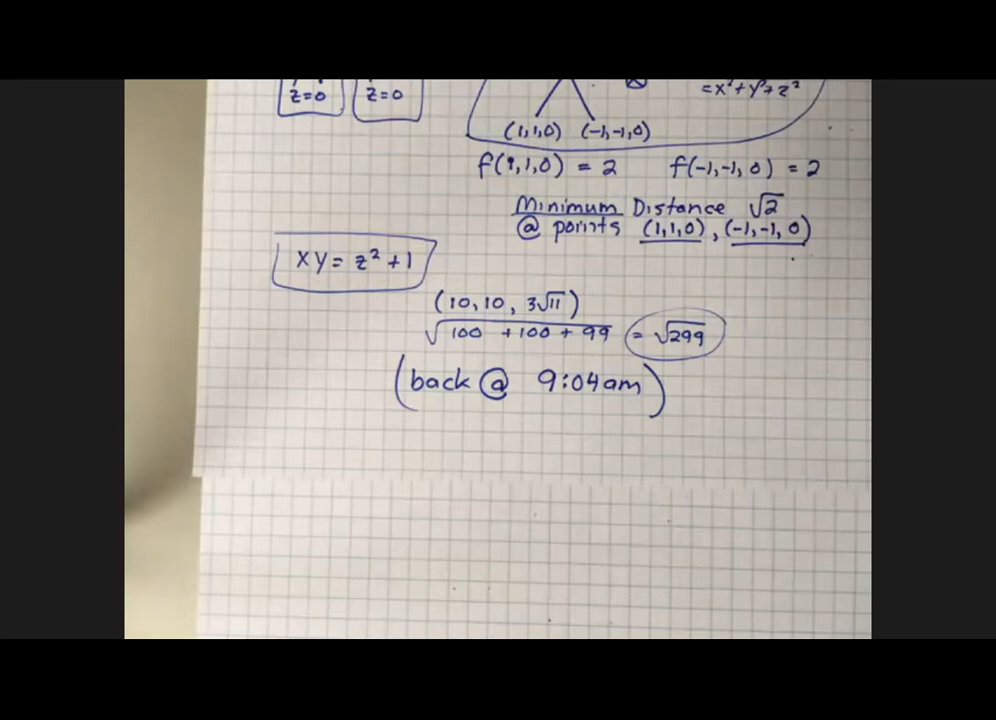 z=0 z=0
=x²+y²+z²
(1,1,0) (-1,-1,0)
f(1,1,0) = 2 f(-1,-1,0) = 2
Minimum Distance √2
@ points (1,1,0), (-1,-1,0)
xy = z² +1
(10, 10, 3√11)
√100 +100 + 99 = √299
(back @ 9:04am)